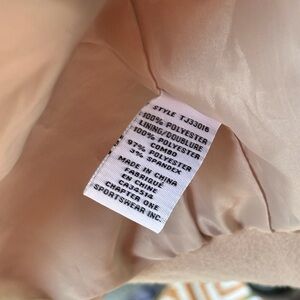 STYLE TJ33016
100% POLYESTER
LINING/DOUBLURE
100% POLYESTER
COMBO
97% POLYESTER
3% SPANDEX
MADE IN CHINA
FABRIQUÉ
EN CHINE
CA34514
CHAPTER ONE
SPORTSWEAR INC.